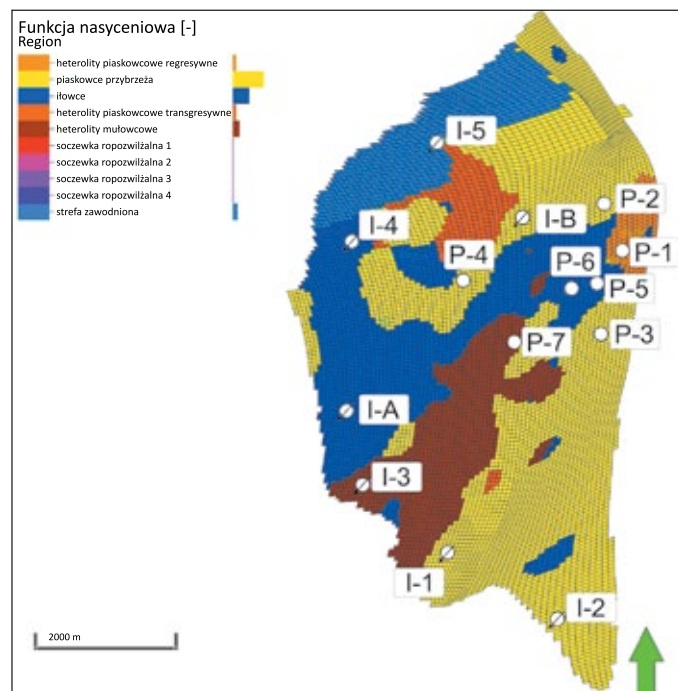 Funkcja nasyceniowa [-]
Region
heterolity piaskowcowe regresywne
piaskowce przybrzeża
iłowce
heterolity piaskowcowe transgresywne
heterolity mułowcowe
soczewka ropozwilżalna 1
soczewka ropozwilżalna 2
soczewka ropozwilżalna 3
soczewka ropozwilżalna 4
strefa zawodniona
I-5
P-2
I-B
I-4
P-1
P-4
P-6
P-5
P-3
P-7
I-A
I-3
I-1
I-2
2000 m